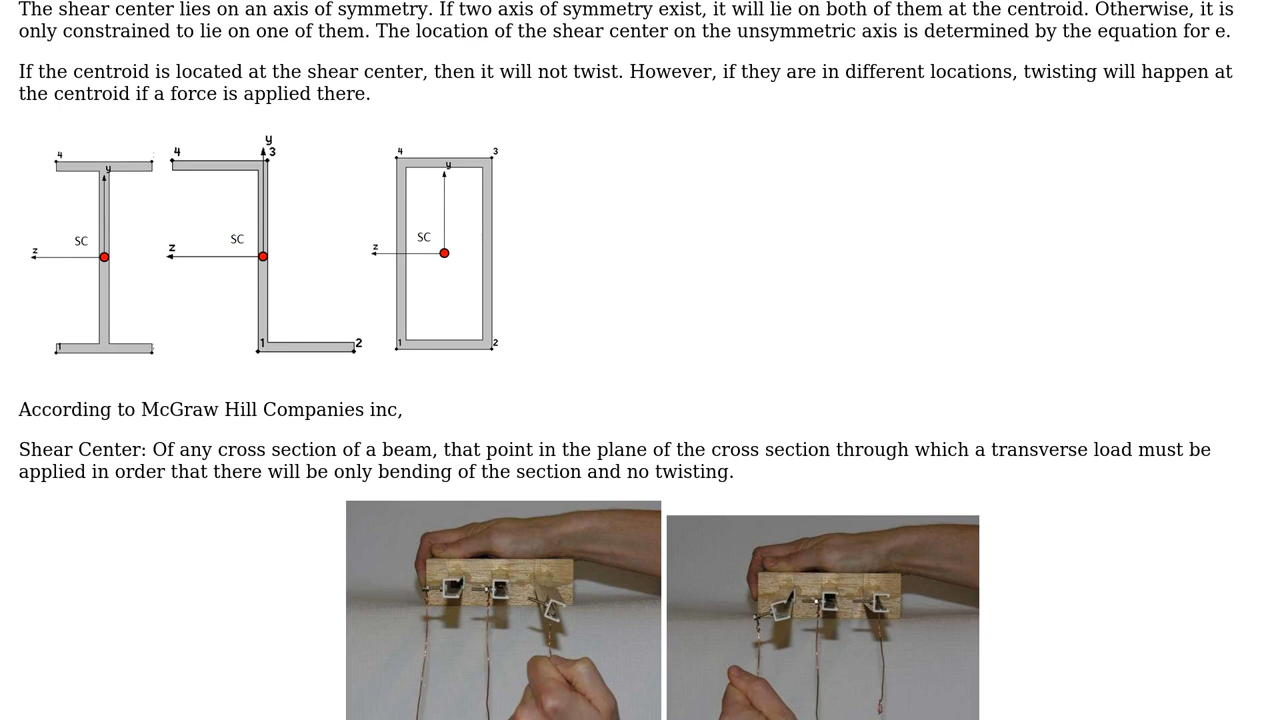 The shear center lies on an axis of symmetry. If two axis of symmetry exist, it will lie on both of them at the centroid. Otherwise, it is
only constrained to lie on one of them. The location of the shear center on the unsymmetric axis is determined by the equation for e.
If the centroid is located at the shear center, then it will not twist. However, if they are in different locations, twisting will happen at
the centroid if a force is applied there.
4
y
SC
z
1
4
y
3
SC
z
1
2
4
3
y
SC
z
1
2
According to McGraw Hill Companies inc,
Shear Center: Of any cross section of a beam, that point in the plane of the cross section through which a transverse load must be
applied in order that there will be only bending of the section and no twisting.